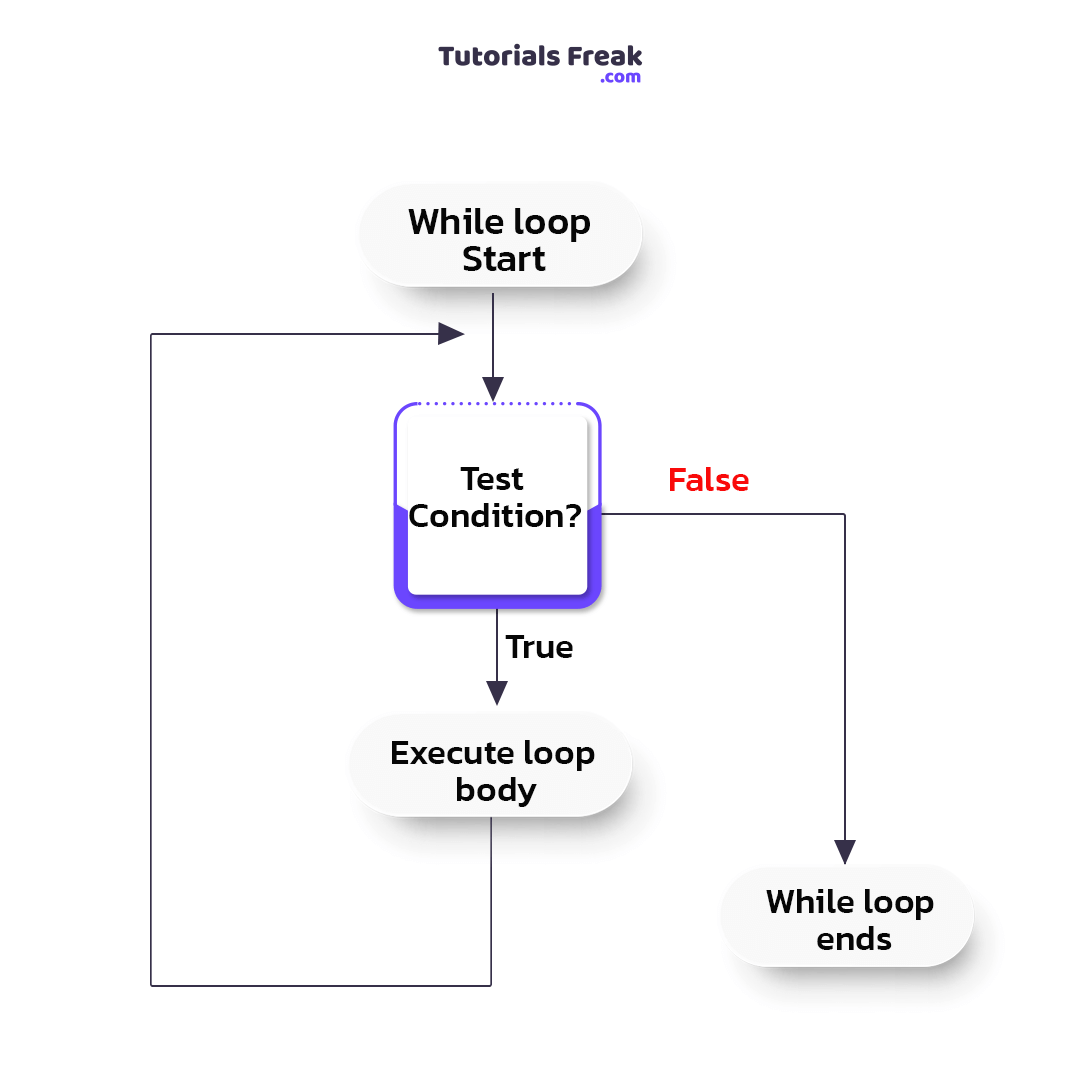 Tutorials Freak
.com
While loop
Start
Test
Condition?
False
True
Execute loop
body
While loop
ends